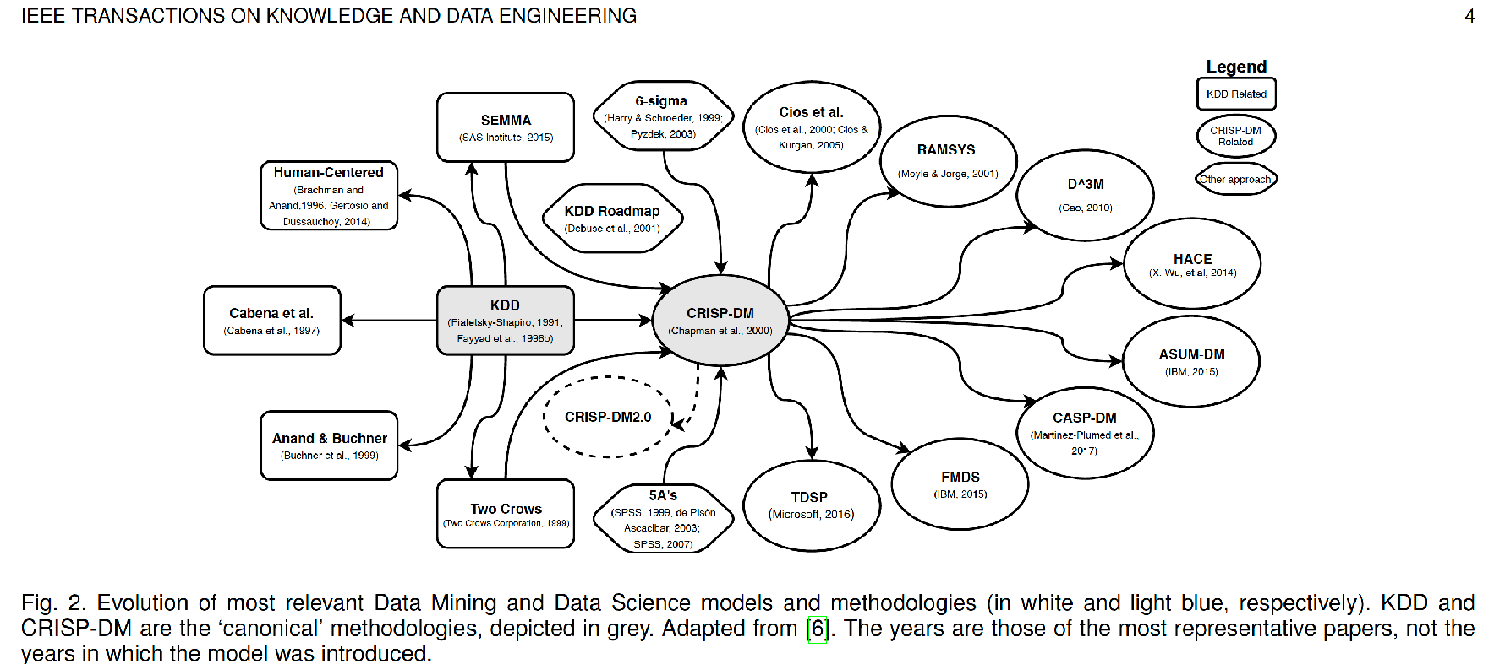 IEEE TRANSACTIONS ON KNOWLEDGE AND DATA ENGINEERING
4
Legend
KDD Related
CRISP-DM
Related
Other approach
SEMMA
(SAS Institute, 2015)
6-sigma
(Harry & Schroeder, 1999;
Pyzdek, 2003)
Cios et al.
(Cios et al., 2000; Cios &
Kurgan, 2005)
RAMSYS
(Moyle & Jorge, 2001)
Human-Centered
(Brachman and
Anand,1996, Gertosio and
Dussauchoy, 2014)
KDD Roadmap
(Debuse et al., 2001)
D^3M
(Cao, 2010)
HACE
(X. Wu, et al, 2014)
Cabena et al.
(Cabena et al., 1997)
KDD
(Piatetsky-Shapiro, 1991,
Fayyad et al, 1996b)
CRISP-DM
(Chapman et al., 2000)
ASUM-DM
(IBM, 2015)
CRISP-DM2.0
CASP-DM
(Martinez-Plumed et al.,
2017)
Anand & Buchner
(Buchner et al., 1999)
Two Crows
(Two Crows Corporation, 1999)
5A's
(SPSS, 1999, de Pisón
Ascacibar, 2003;
SPSS, 2007)
TDSP
(Microsoft, 2016)
FMDS
(IBM, 2015)
Fig. 2. Evolution of most relevant Data Mining and Data Science models and methodologies (in white and light blue, respectively). KDD and
CRISP-DM are the ‘canonical’ methodologies, depicted in grey. Adapted from [6]. The years are those of the most representative papers, not the
years in which the model was introduced.